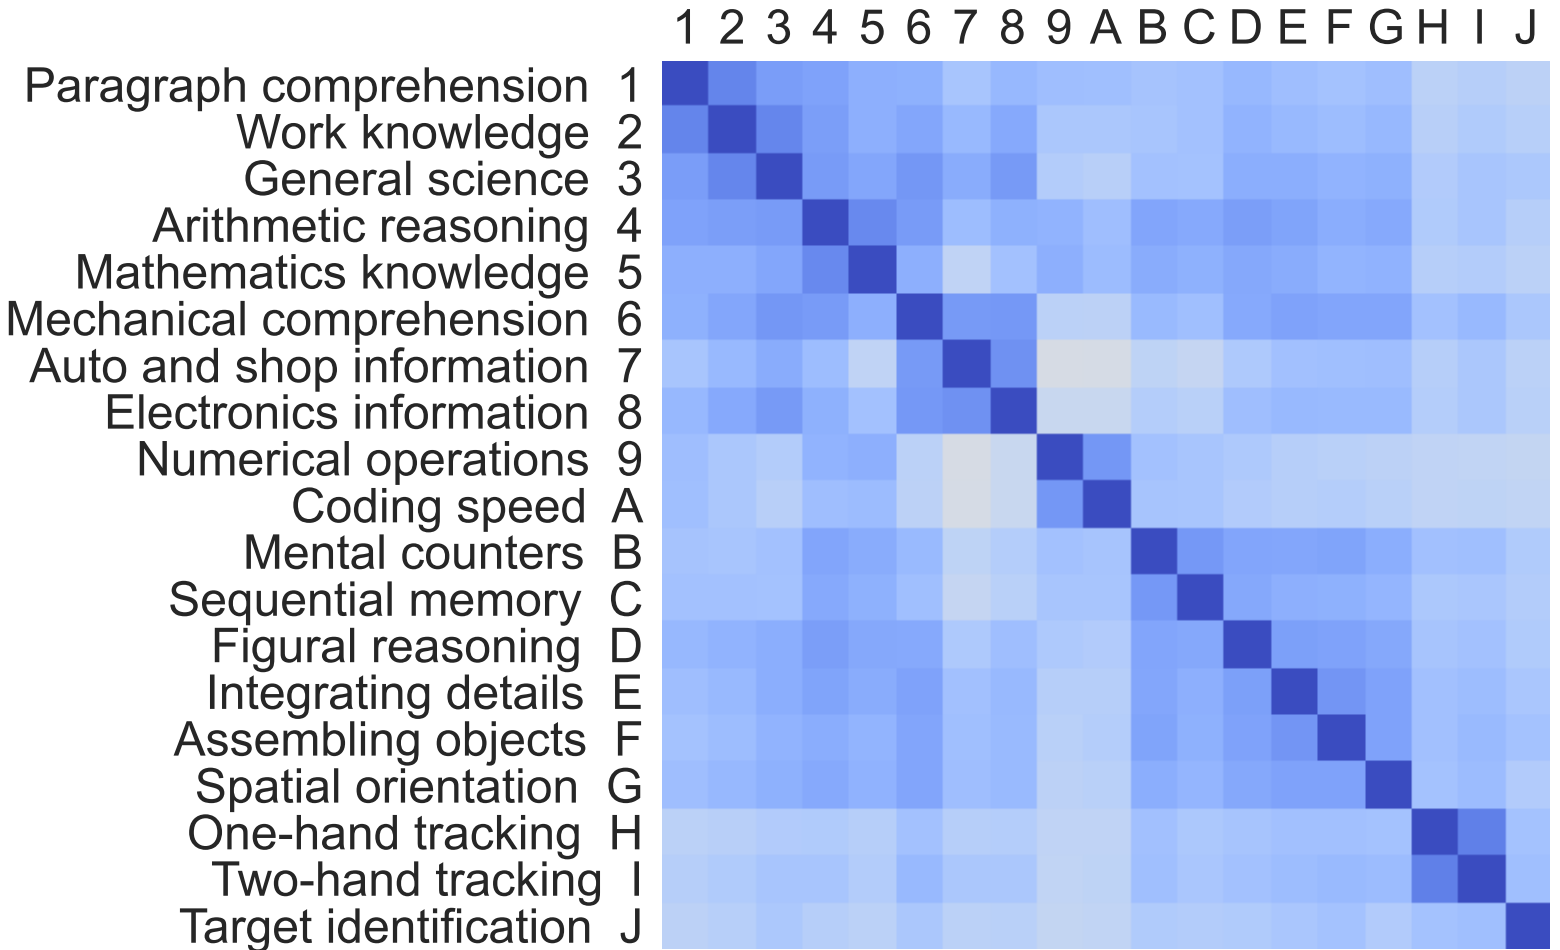 1 2 3 4 5 6 7 8 9 A B C D E F G H I J
Paragraph comprehension 1
Work knowledge 2
General science 3
Arithmetic reasoning 4
Mathematics knowledge 5
Mechanical comprehension 6
Auto and shop information 7
Electronics information 8
Numerical operations 9
Coding speed A
Mental counters B
Sequential memory C
Figural reasoning D
Integrating details E
Assembling objects F
Spatial orientation G
One-hand tracking H
Two-hand tracking I
Target identification J